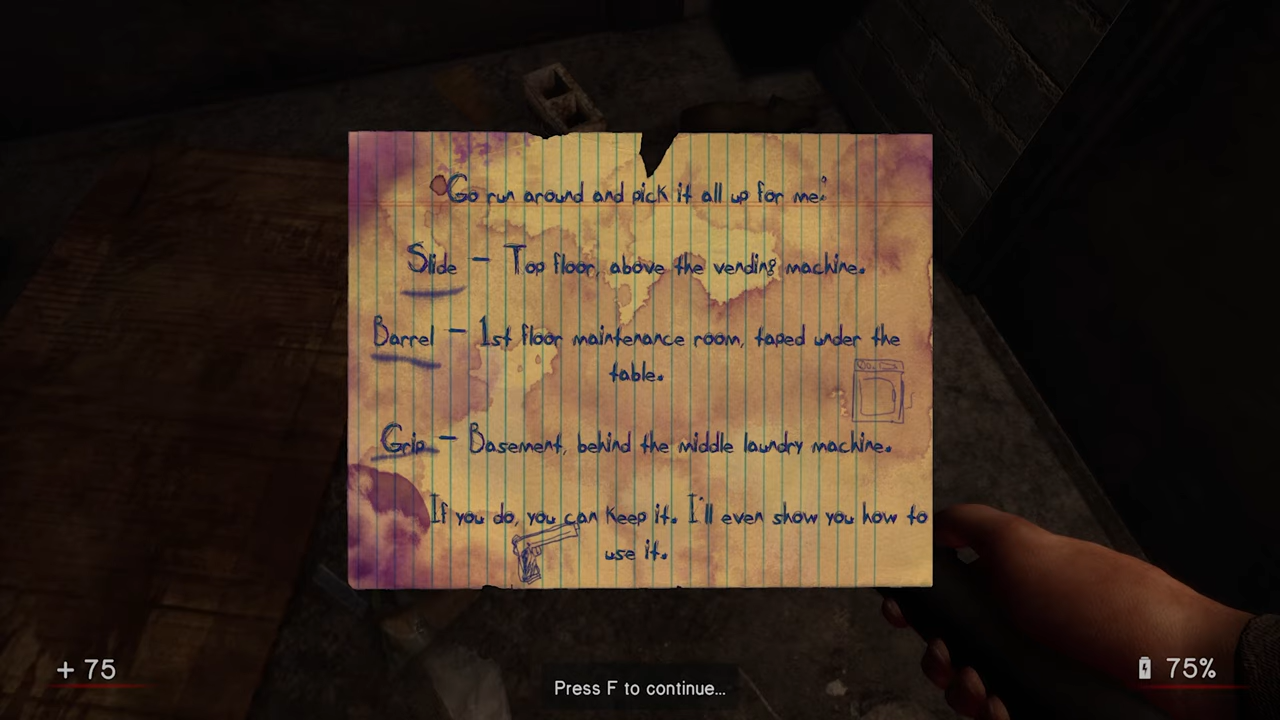 "Go run around and pick it all up for me."
Slide - Top floor, above the vending machine.
Barrel - 1st floor maintenance room, taped under the
table.
Grip - Basement, behind the middle laundry machine.
If you do, you can keep it. I'll even show you how to
use it.
+ 75
Press F to continue...
75%